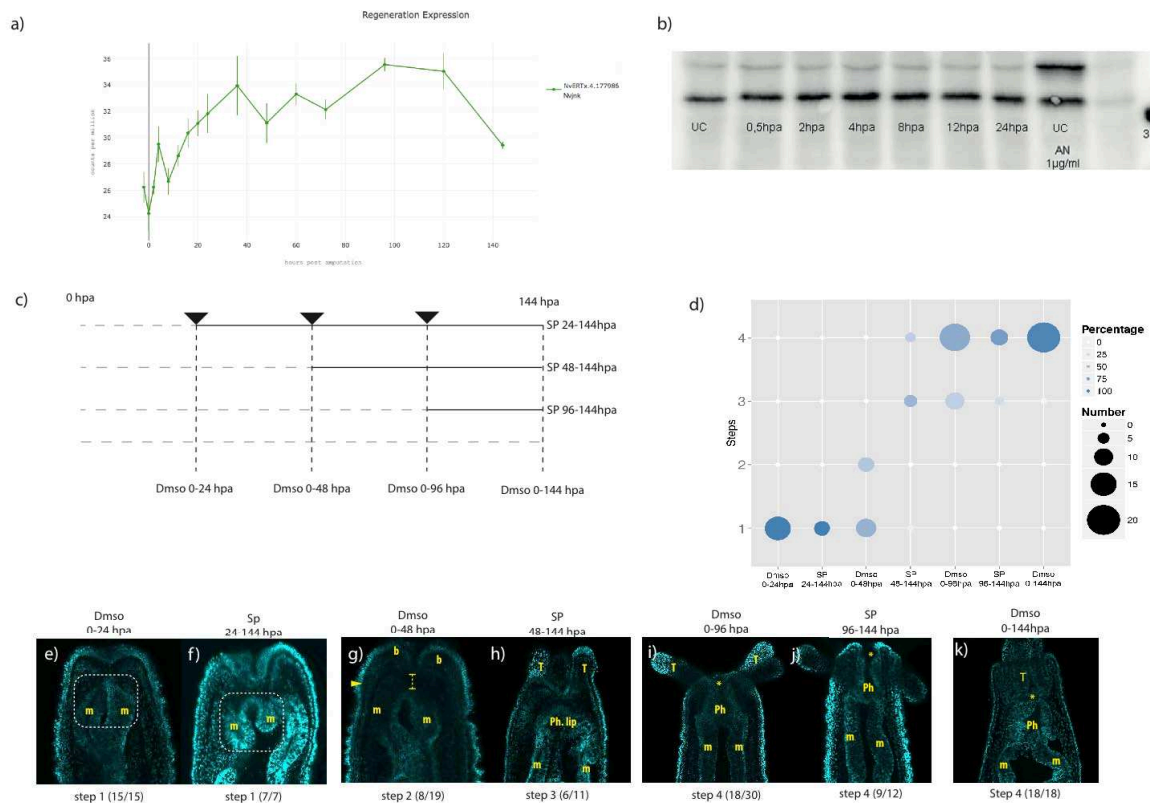 a)
Regeneration Expression
36
34
32
30
28
26
24
counts per million
0
20
40
60
80
100
120
140
hours post amputation
NvERTx.4.177986
Nvjnk
b)
UC
0,5hpa
2hpa
4hpa
8hpa
12hpa
24hpa
UC
AN
1µg/ml
3
c)
0 hpa
144 hpa
SP 24-144hpa
SP 48-144hpa
SP 96-144hpa
Dmso 0-24 hpa
Dmso 0-48 hpa
Dmso 0-96 hpa
Dmso 0-144 hpa
d)
Steps
4
3
2
1
Dmso
0-24hpa
SP
24-144hpa
Dmso
0-48hpa
SP
48-144hpa
Dmso
0-96hpa
SP
96-144hpa
Dmso
0-144hpa
Percentage
0
25
50
75
100
Number
0
5
10
15
20
Dmso
0-24 hpa
e)
m
m
step 1 (15/15)
Sp
24-144 hpa
f)
m
m
step 1 (7/7)
Dmso
0-48 hpa
g)
b
b
m
m
step 2 (8/19)
SP
48-144 hpa
h)
T
T
Ph. lip
m
m
step 3 (6/11)
Dmso
0-96 hpa
i)
T
T
*
Ph
m
m
step 4 (18/30)
SP
96-144 hpa
j)
*
Ph
m
m
step 4 (9/12)
Dmso
0-144hpa
k)
T
*
Ph
m
m
Step 4 (18/18)